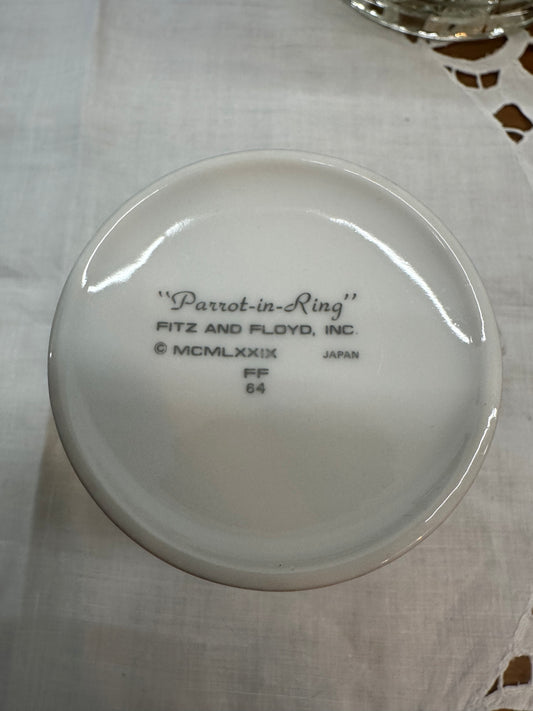 "Parrot-in-Ring"
FITZ AND FLOYD, INC.
© MCMLXXIX JAPAN
FF
64